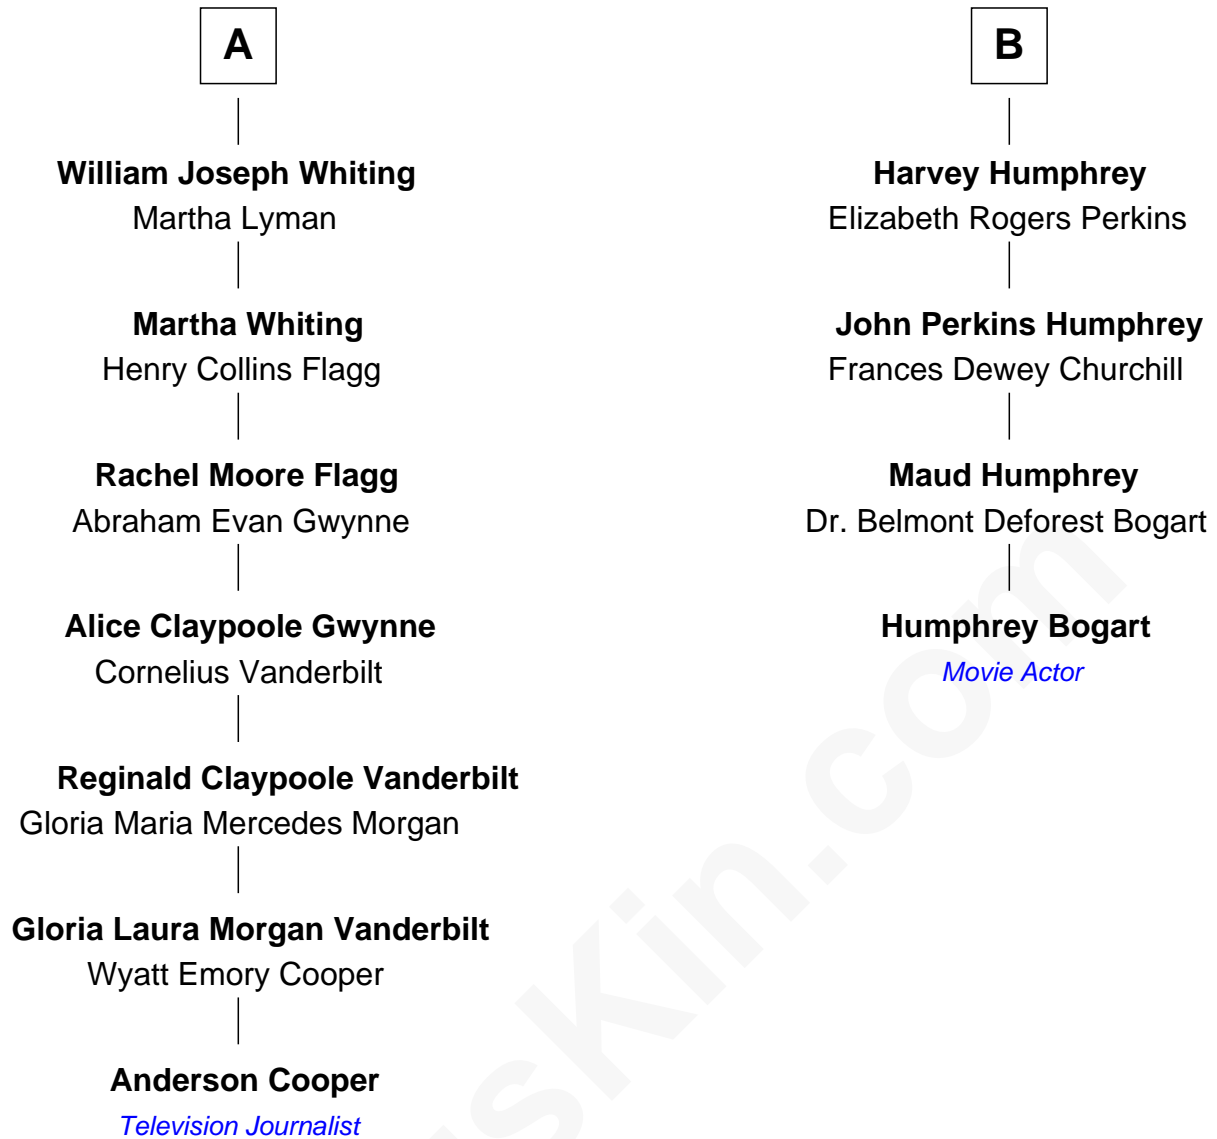 A
William Joseph Whiting
Martha Lyman
Martha Whiting
Henry Collins Flagg
Rachel Moore Flagg
Abraham Evan Gwynne
Alice Claypoole Gwynne
Cornelius Vanderbilt
Reginald Claypoole Vanderbilt
Gloria Maria Mercedes Morgan
Gloria Laura Morgan Vanderbilt
Wyatt Emory Cooper
Anderson Cooper
Television Journalist
B
Harvey Humphrey
Elizabeth Rogers Perkins
John Perkins Humphrey
Frances Dewey Churchill
Maud Humphrey
Dr. Belmont Deforest Bogart
Humphrey Bogart
Movie Actor
sKin.com